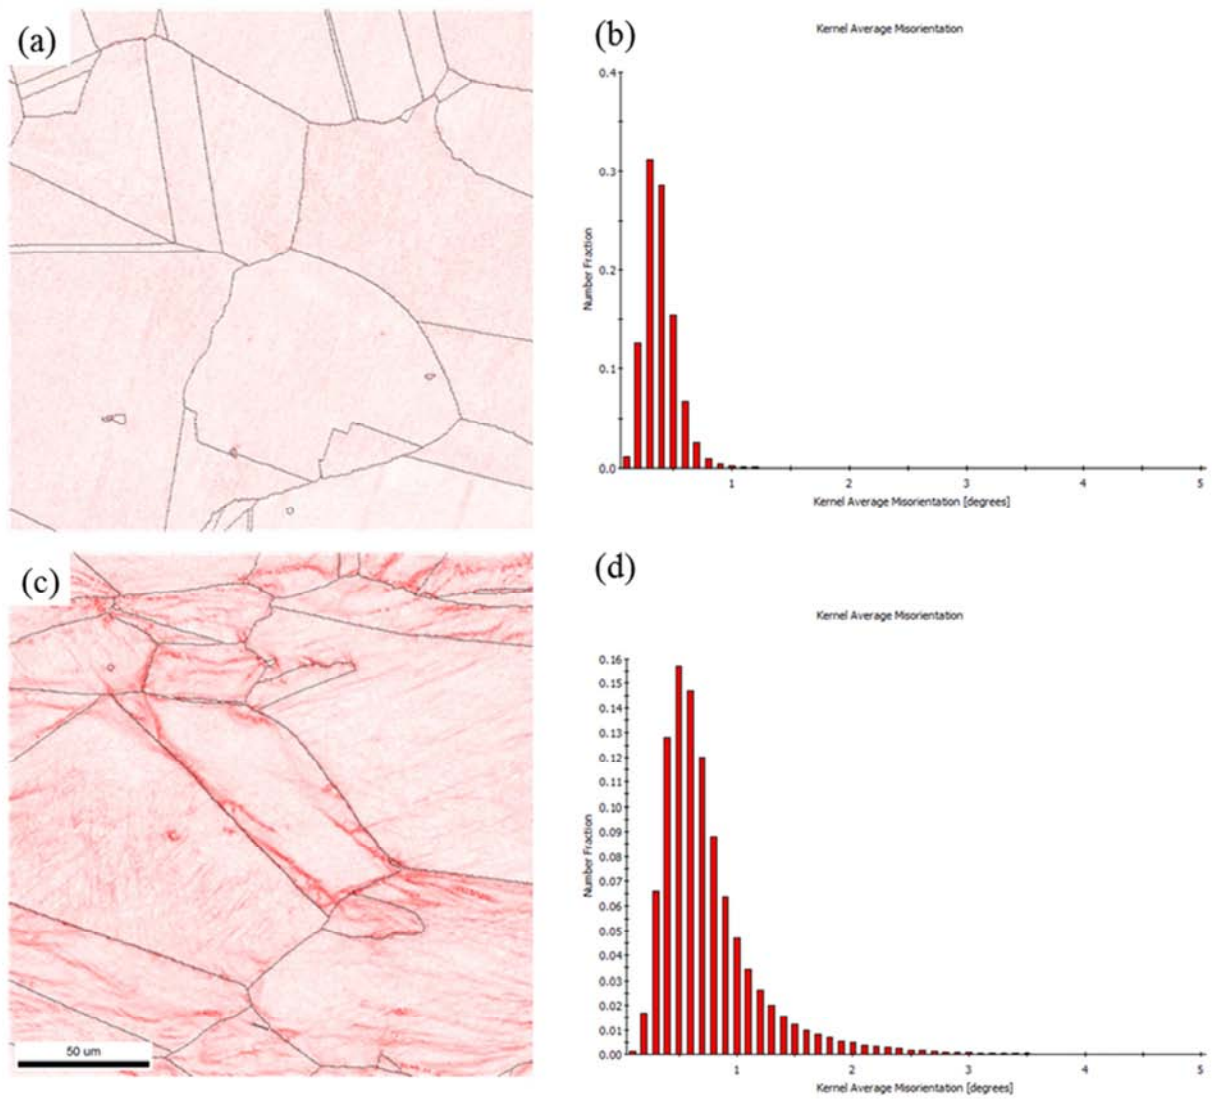 (a)
(b)
Kernel Average Misorientation
0.4
0.3
0.2
0.1
0.0
Number Fraction
1 2 3 4 5
Kernel Average Misorientation [degrees]
(c)
50 um
(d)
Kernel Average Misorientation
0.16
0.15
0.14
0.13
0.12
0.11
0.10
0.09
0.08
0.07
0.06
0.05
0.04
0.03
0.02
0.01
0.00
Number Fraction
1 2 3 4 5
Kernel Average Misorientation [degrees]